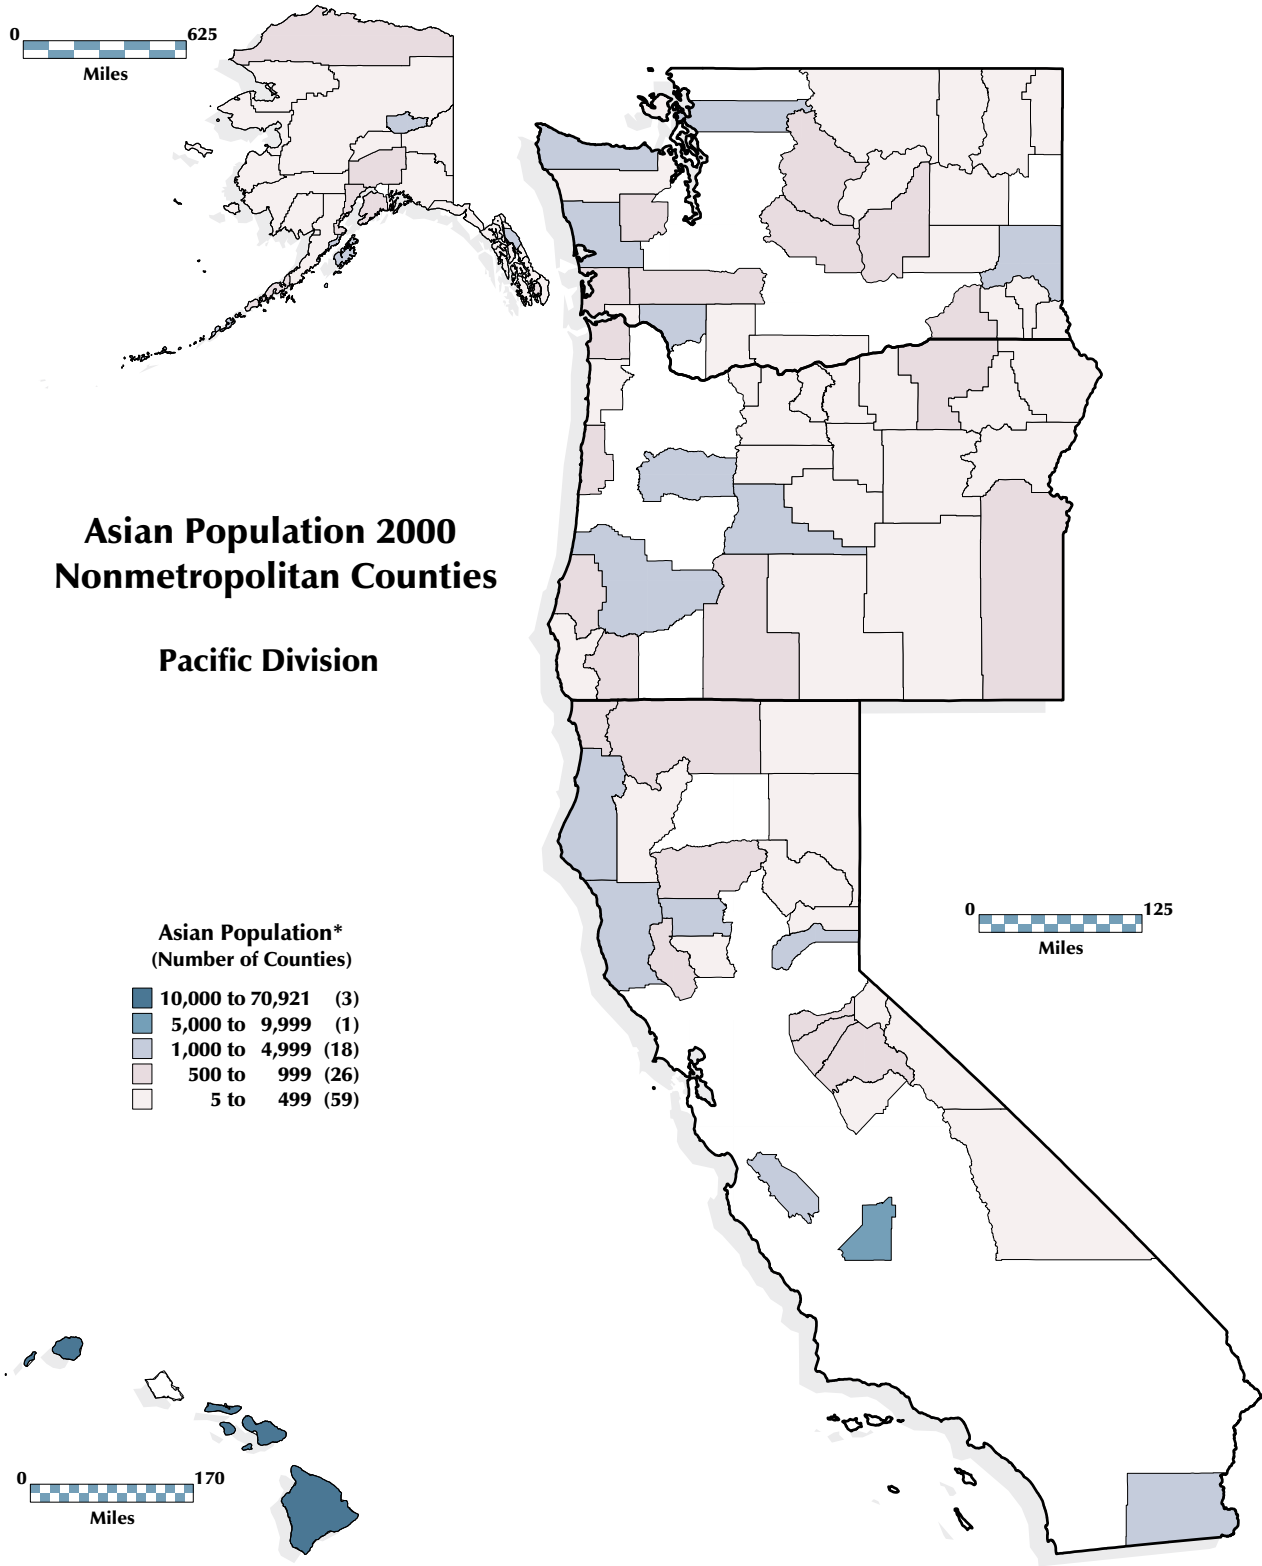 0 625
Miles
Asian Population 2000
Nonmetropolitan Counties
Pacific Division
Asian Population*
(Number of Counties)
10,000 to 70,921 (3)
5,000 to 9,999 (1)
1,000 to 4,999 (18)
500 to 999 (26)
5 to 499 (59)
0 125
Miles
0 170
Miles